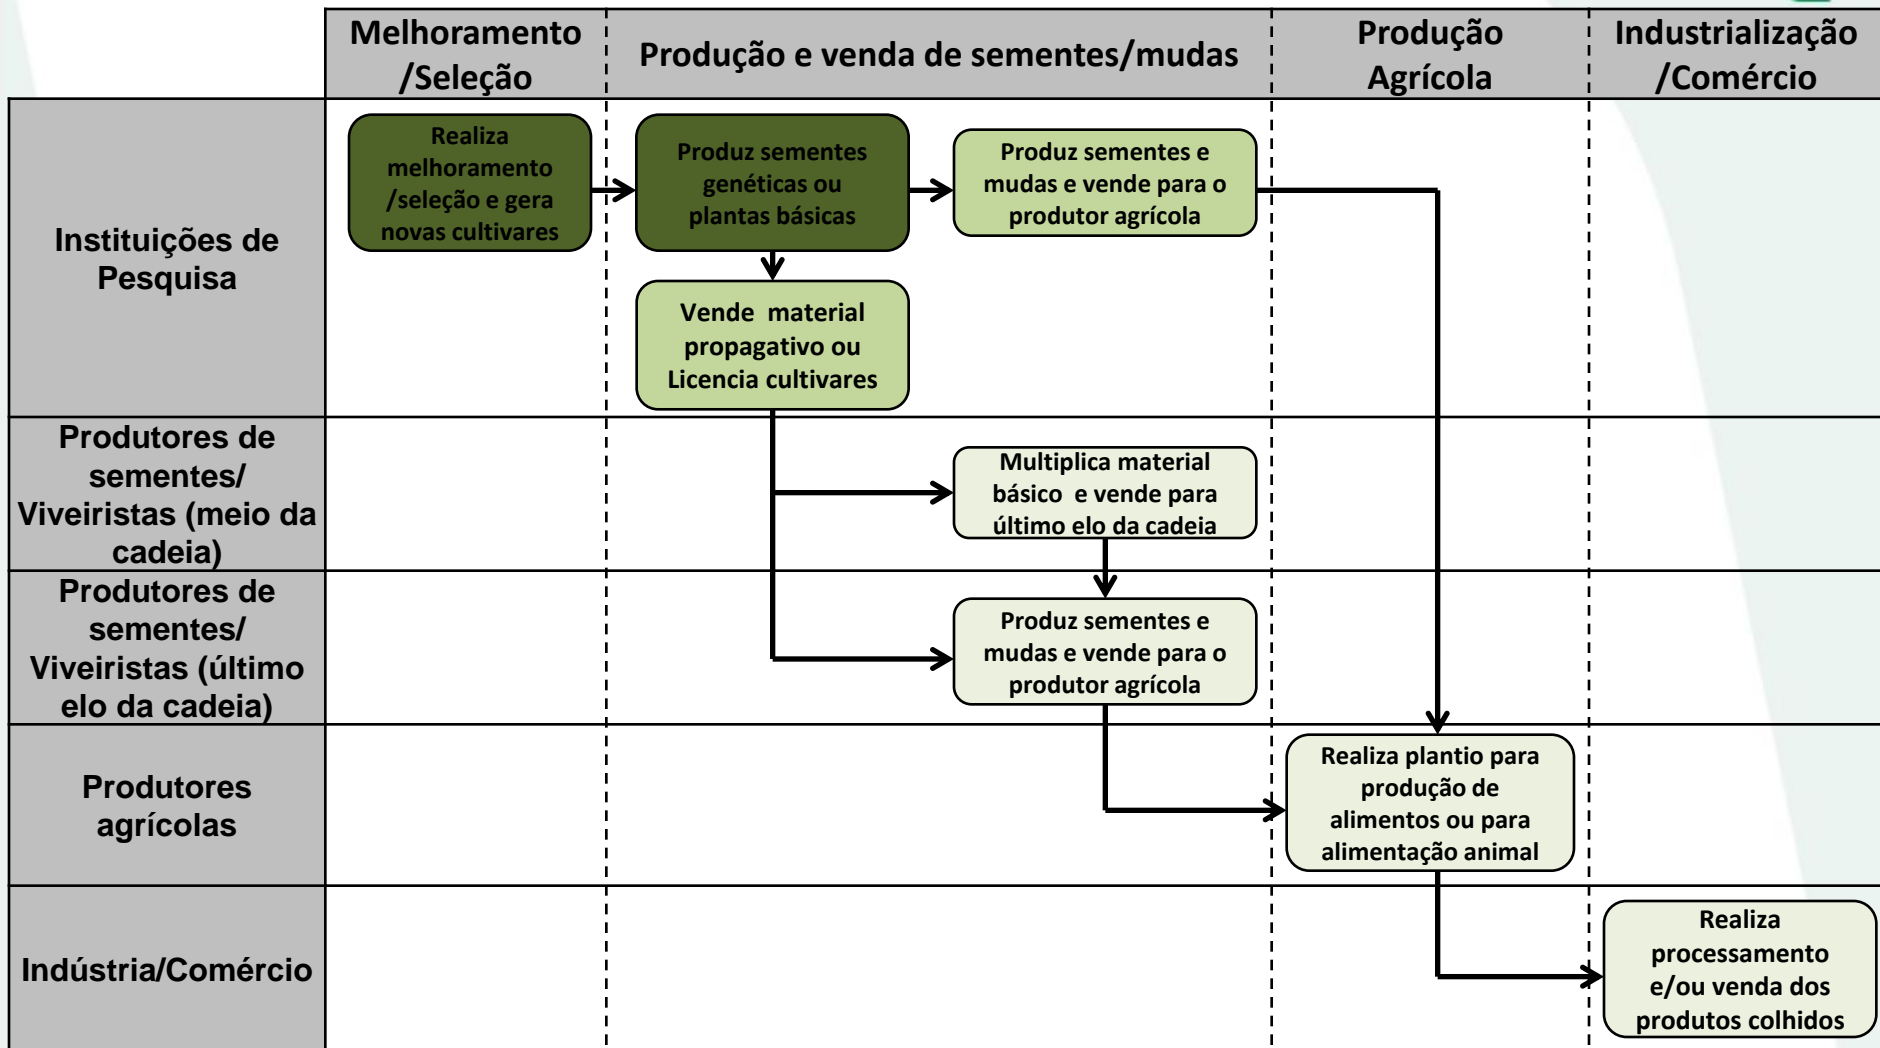 Melhoramento
/Seleção
Produção e venda de sementes/mudas
Produção
Agrícola
Industrialização
/Comércio
Instituições de
Pesquisa
Realiza
melhoramento
/seleção e gera
novas cultivares
Produz sementes
genéticas ou
plantas básicas
Produz sementes e
mudas e vende para o
produtor agrícola
Vende material
propagativo ou
Licencia cultivares
Produtores de
sementes/
Viveiristas (meio da
cadeia)
Multiplica material
básico e vende para
último elo da cadeia
Produtores de
sementes/
Viveiristas (último
elo da cadeia)
Produz sementes e
mudas e vende para o
produtor agrícola
Produtores
agrícolas
Realiza plantio para
produção de
alimentos ou para
alimentação animal
Indústria/Comércio
Realiza
processamento
e/ou venda dos
produtos colhidos